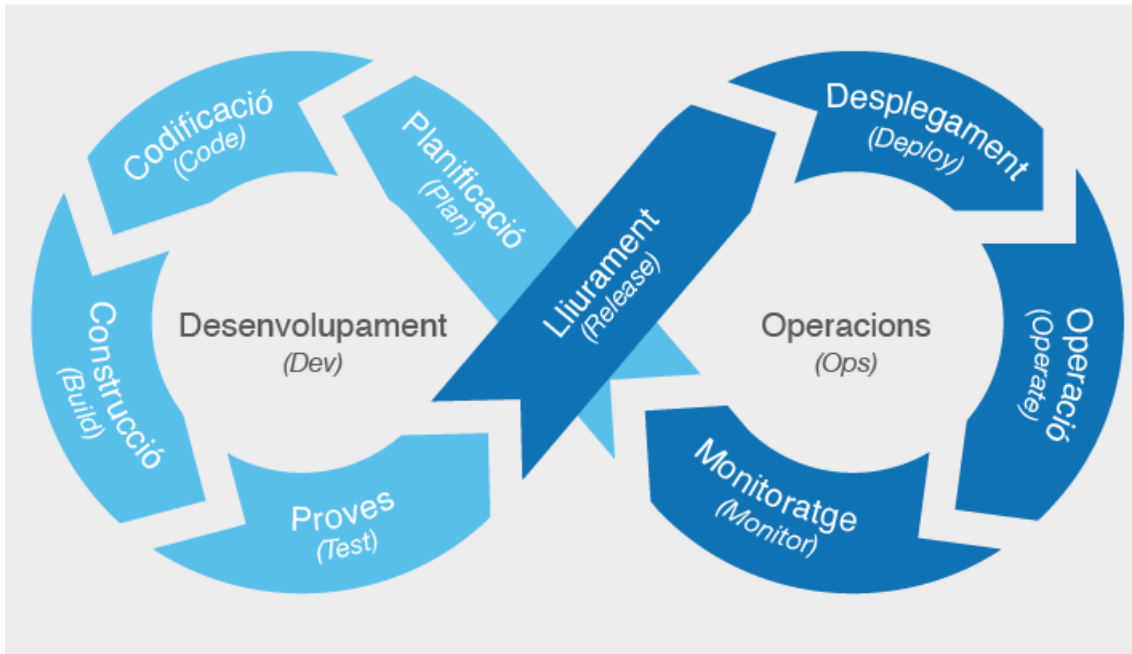 Codificació
(Code)
Planificació
(Plan)
Construcció
(Build)
Proves
(Test)
Desenvolupament
(Dev)
Lliurament
(Release)
Desplegament
(Deploy)
Operació
(Operate)
Monitoratge
(Monitor)
Operacions
(Ops)